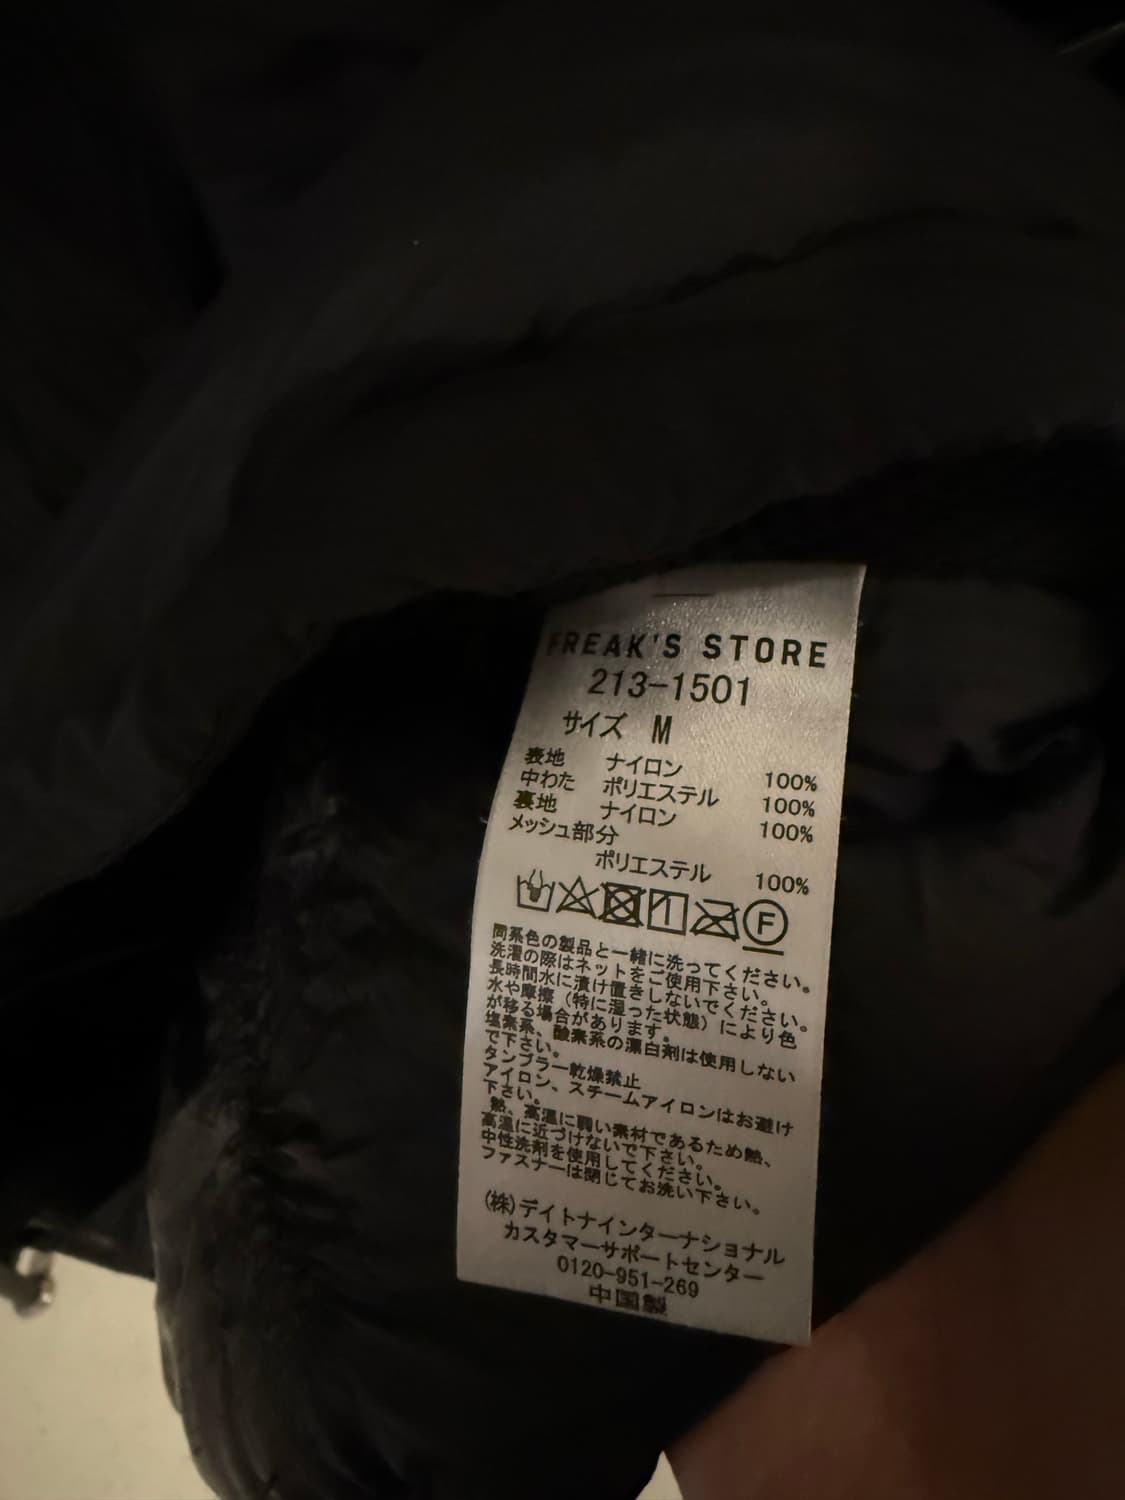 FREAK'S STORE
213-1501
サイズ M
表地 ナイロン 100%
中わた ポリエステル 100%
裏地 ナイロン 100%
メッシュ部分
ポリエステル 100%
F
同系色の製品と一緒に洗ってください。
洗濯の際はネットをご使用下さい。
長時間水に漬け置きしないでください。
水や摩擦（特に湿った状態）により色
が移る場合があります。
塩素系、酸素系の漂白剤は使用しない
で下さい。
タンブラー乾燥禁止
アイロン、スチームアイロンはお避け
下さい。
熱、高温に弱い素材であるため熱、
高温に近づけないで下さい。
中性洗剤を使用してください。
ファスナーは閉じてお洗い下さい。
(株)デイトナインターナショナル
カスタマーサポートセンター
0120-951-269
中国製